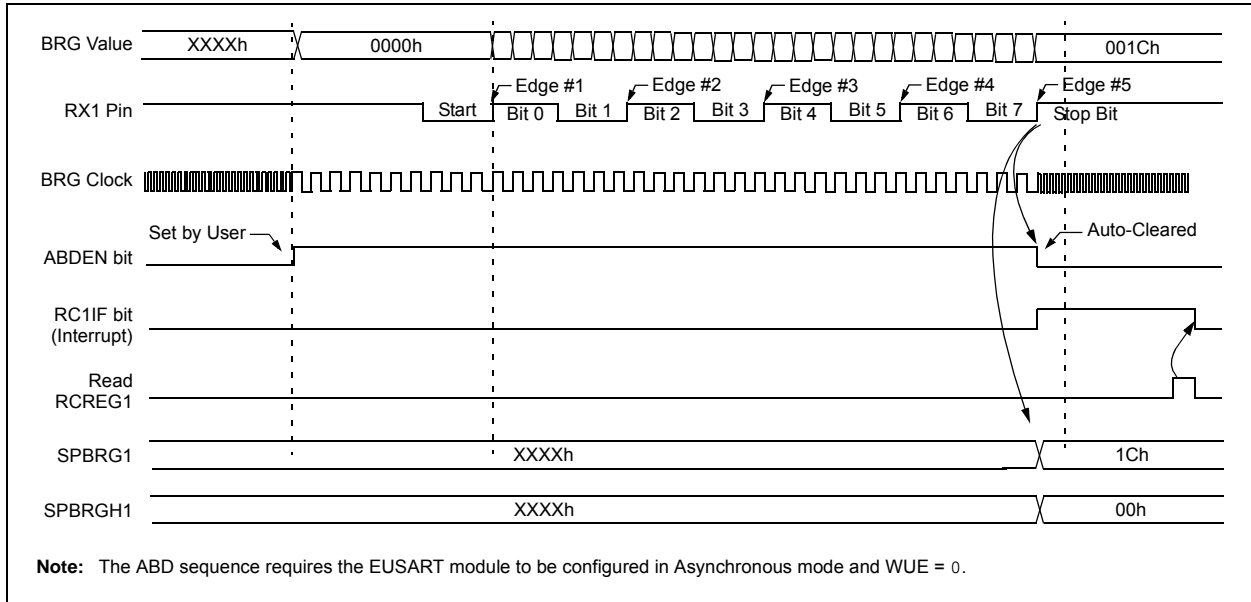 BRG Value XXXXh 0000h 001Ch
Edge #1 Edge #2 Edge #3 Edge #4 Edge #5
RX1 Pin Start Bit 0 Bit 1 Bit 2 Bit 3 Bit 4 Bit 5 Bit 6 Bit 7 Stop Bit
BRG Clock
Set by User Auto-Cleared
ABDEN bit
RC1IF bit
(Interrupt)
Read
RCREG1
SPBRG1 XXXXh 1Ch
SPBRGH1 XXXXh 00h
Note: The ABD sequence requires the EUSART module to be configured in Asynchronous mode and WUE = 0.